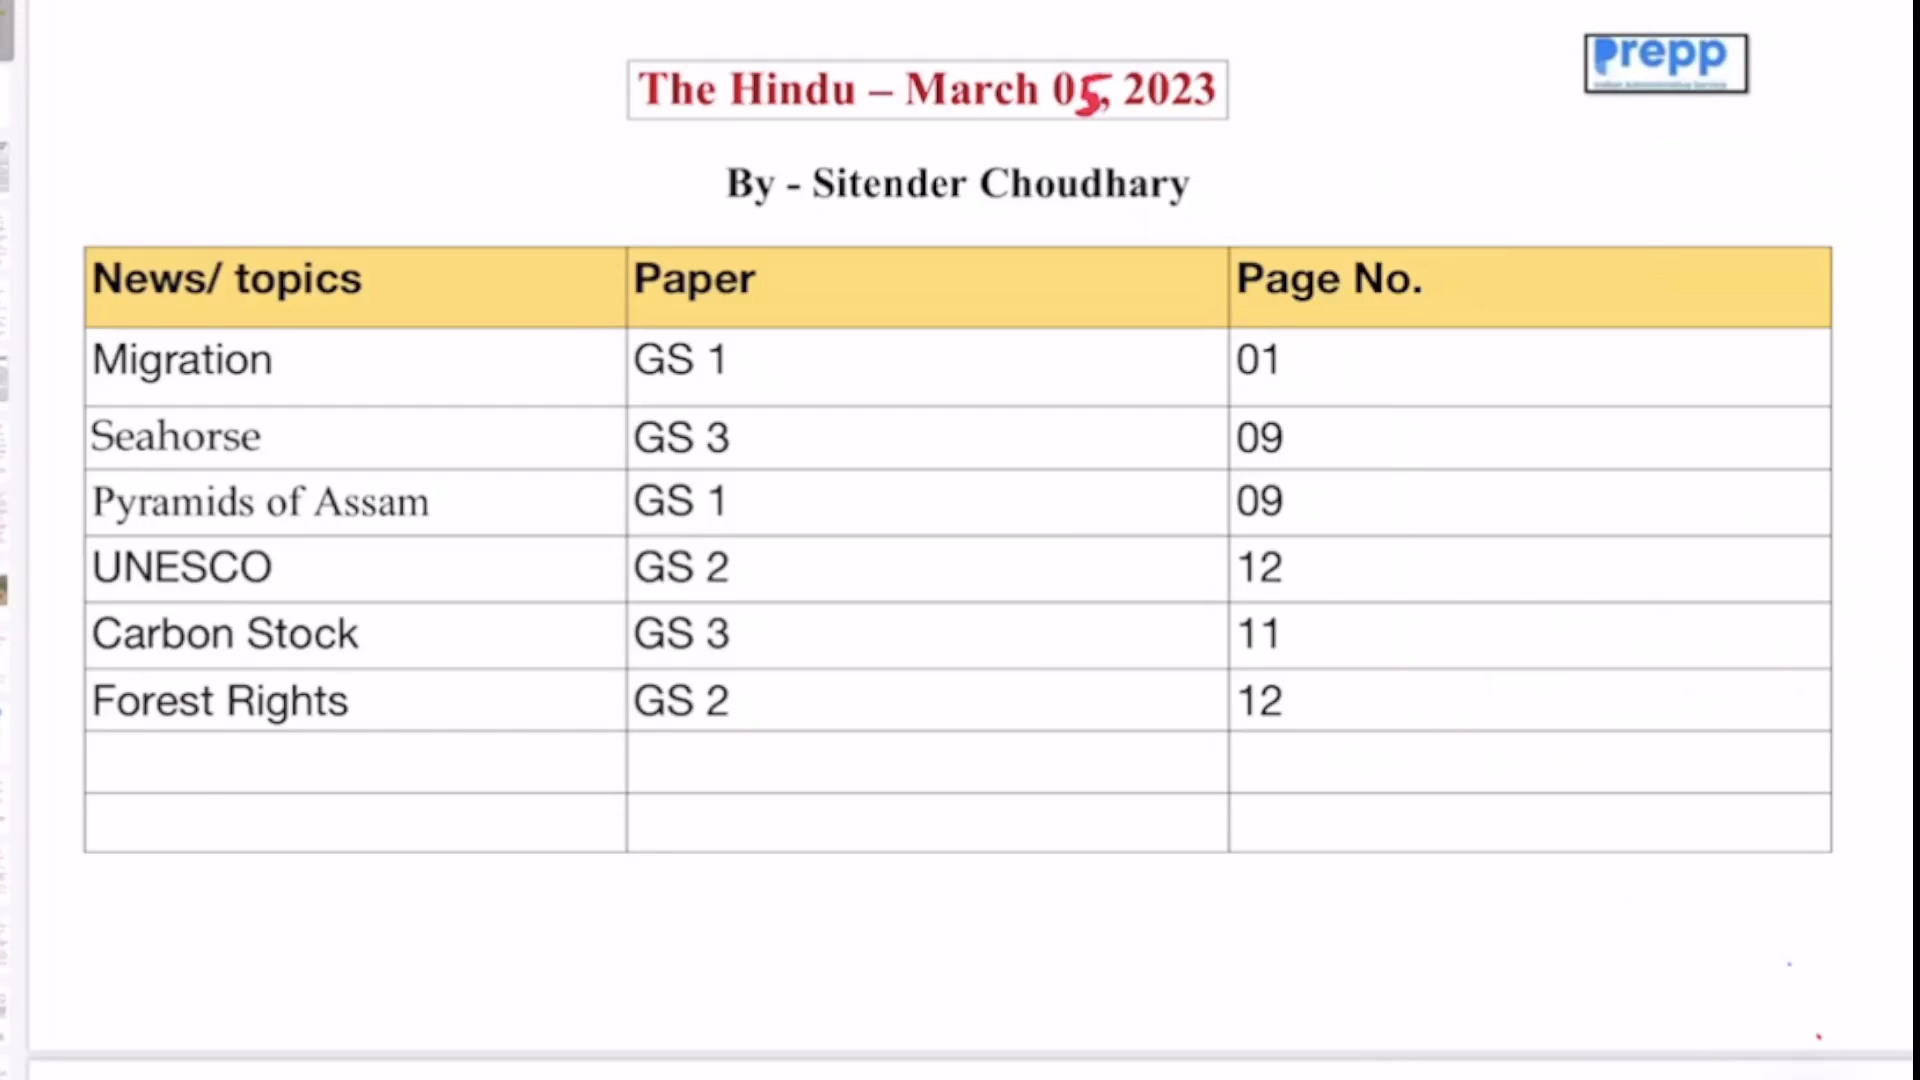 prepp
The Hindu – March 05, 2023
By - Sitender Choudhary
News/ topics Paper Page No.
Migration GS 1 01
Seahorse GS 3 09
Pyramids of Assam GS 1 09
UNESCO GS 2 12
Carbon Stock GS 3 11
Forest Rights GS 2 12